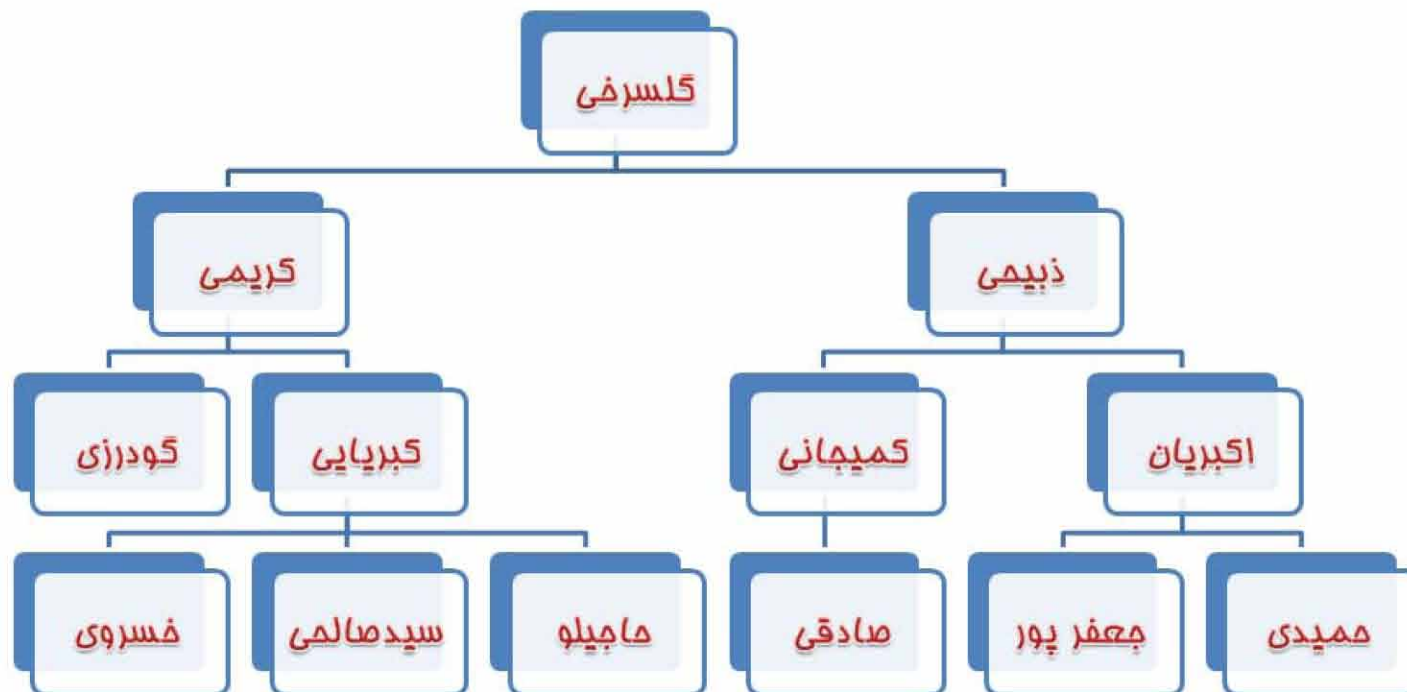 گلسرخی
ذبیحی
کریمی
اکبریان
کمیجانی
کبریایی
گودرزی
حمیدی
جعفر پور
صادقی
حاجیلو
سیدصالحی
خسروی